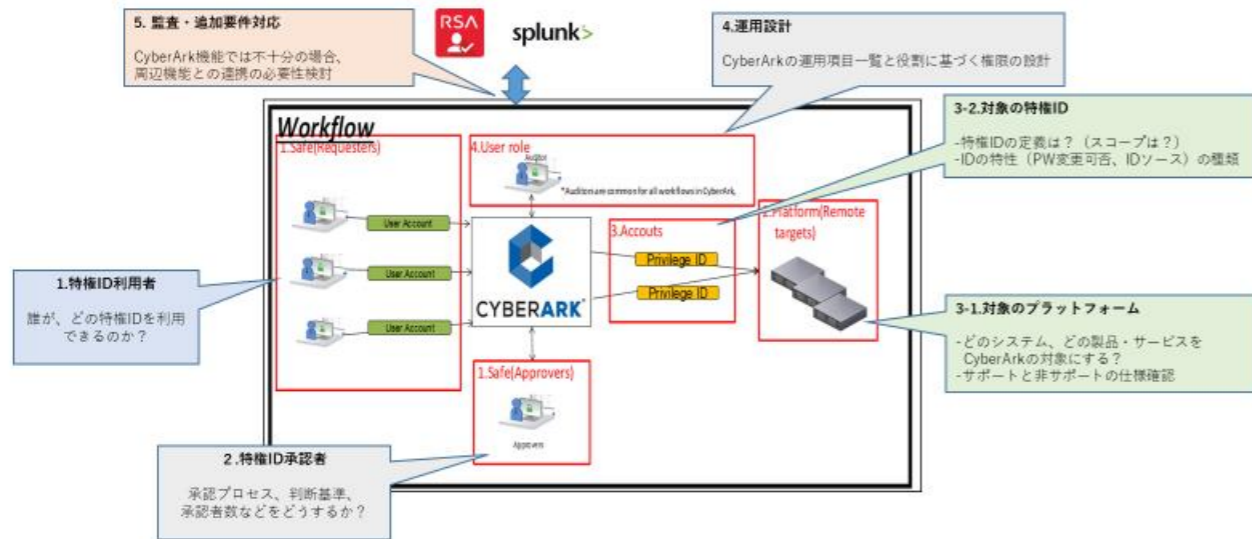 5. 監査・追加要件対応
CyberArk機能では不十分の場合、
周辺機能との連携の必要性検討
RSA
splunk>
4.運用設計
CyberArkの運用項目一覧と役割に基づく権限の設計
3-2.対象の特権ID
-特権IDの定義は？（スコープは？）
-IDの特性（PW変更可否、IDソース）の種類
Workflow
1.Safe(Requesters)
User Account
User Account
User Account
4.User role
Auditor
*Auditors are common for all workflows in CyberArk,
CYBERARK®
3.Accouts
Privilege ID
Privilege ID
2.Platform(Remote
targets)
1.特権ID利用者
誰が、どの特権IDを利用
できるのか？
3-1.対象のプラットフォーム
-どのシステム、どの製品・サービスを
CyberArkの対象にする？
-サポートと非サポートの仕様確認
1.Safe(Approvers)
Approvers
2.特権ID承認者
承認プロセス、判断基準、
承認者数などをどうするか？